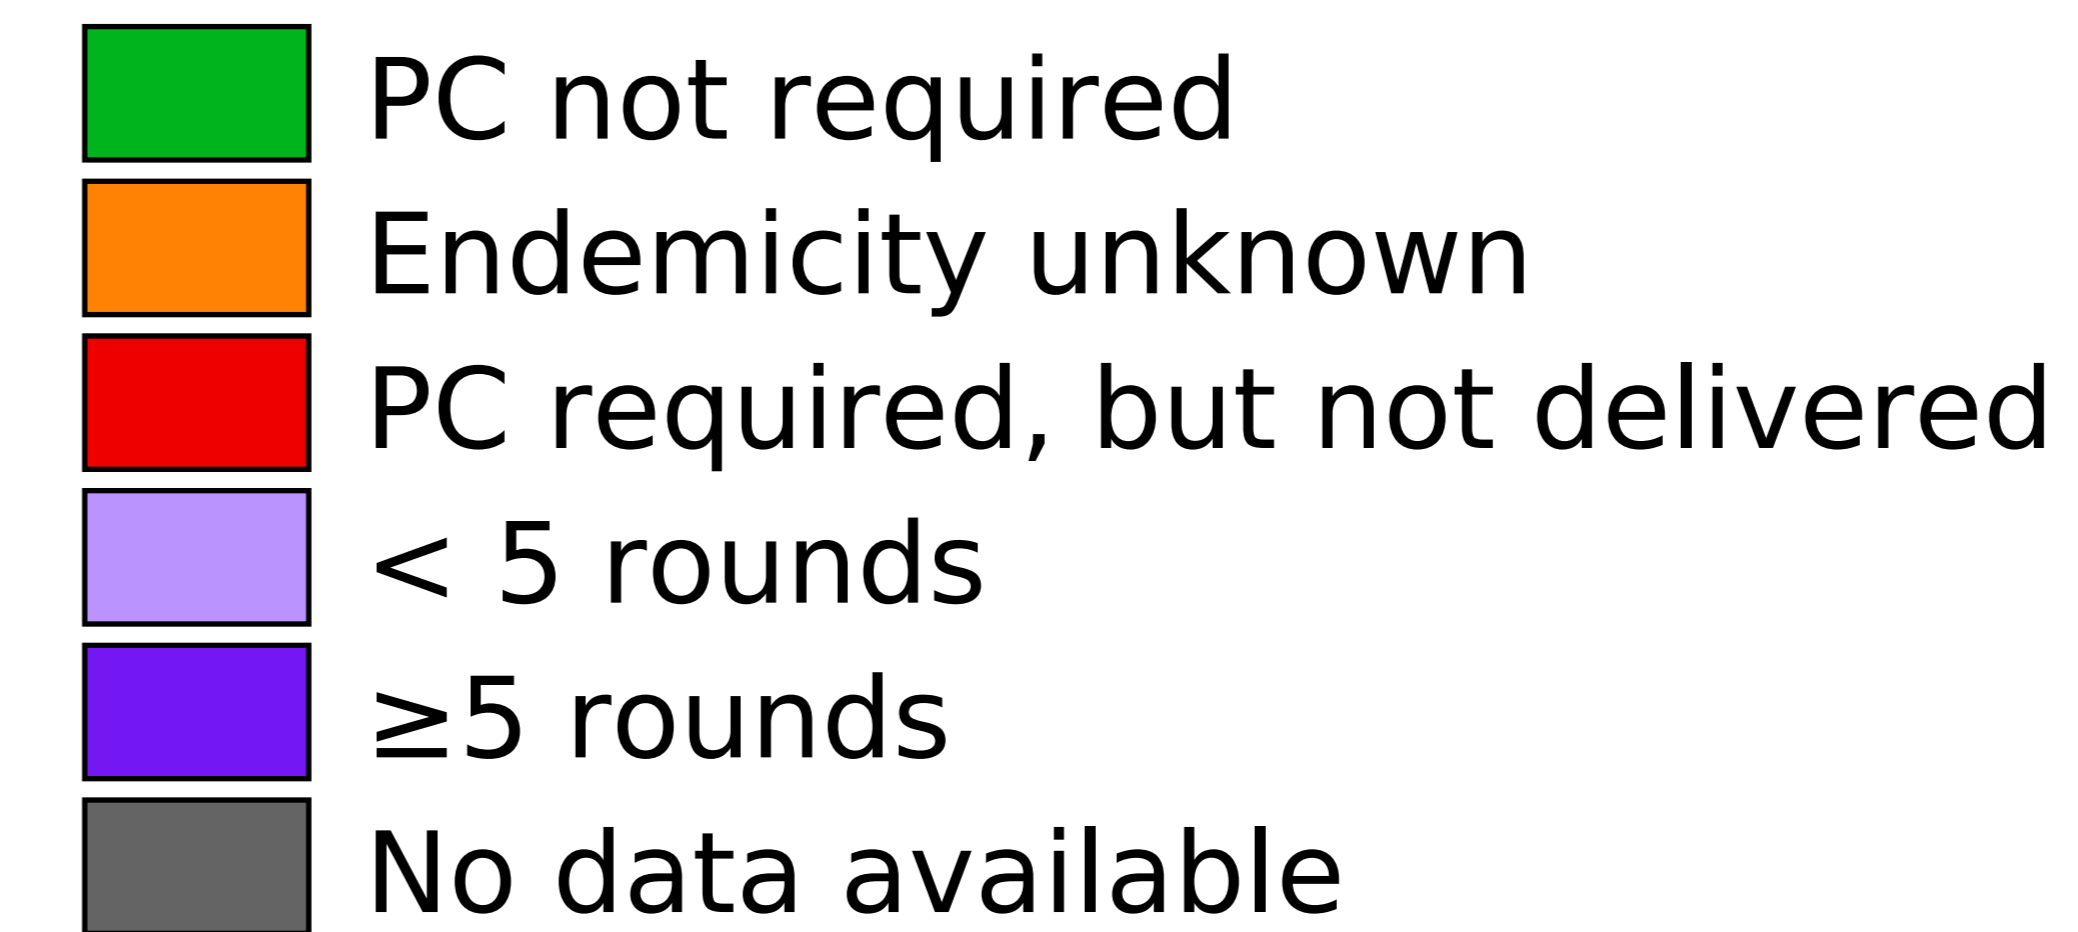 PC not required
Endemicity unknown
PC required, but not delivered
< 5 rounds
≥5 rounds
No data available